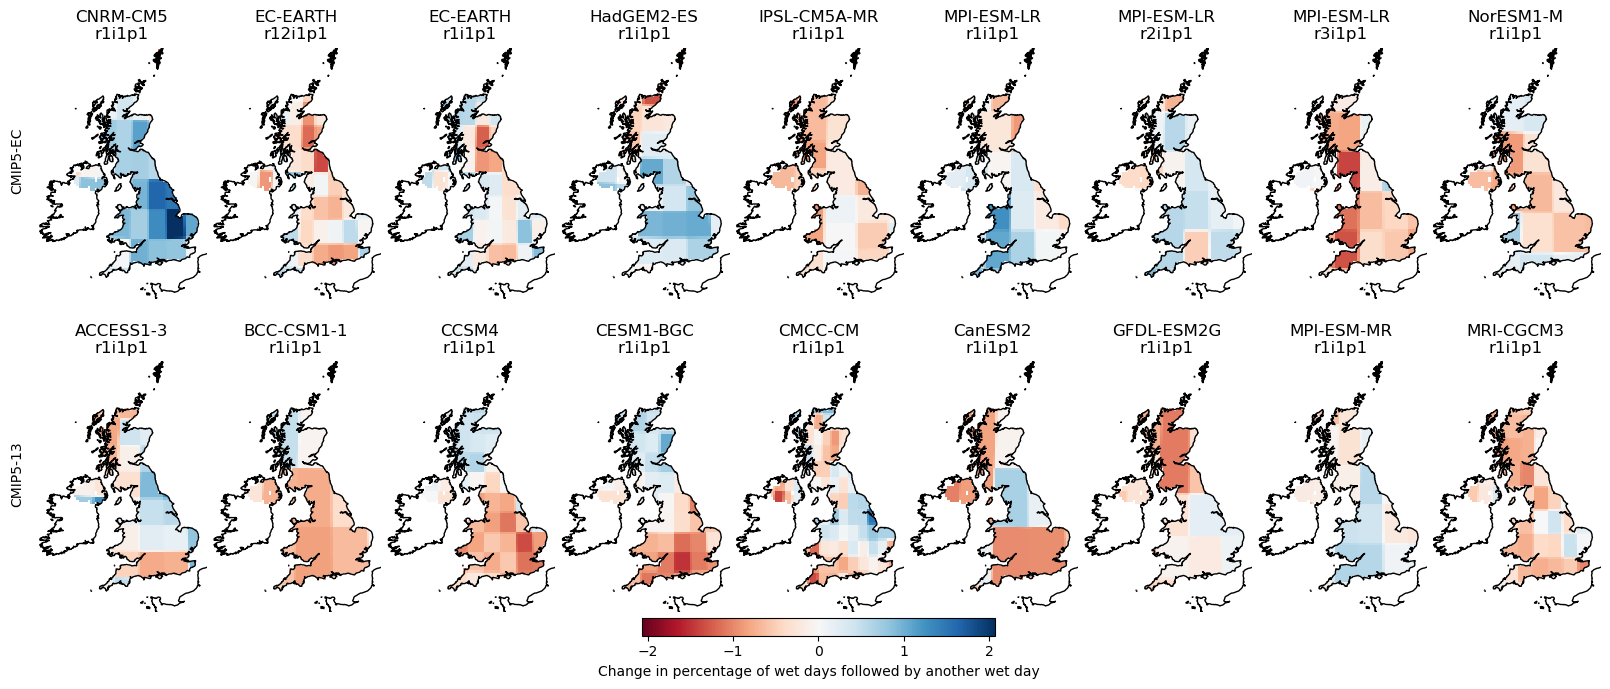 CNRM-CM5
r1i1p1
EC-EARTH
r12i1p1
EC-EARTH
r1i1p1
HadGEM2-ES
r1i1p1
IPSL-CM5A-MR
r1i1p1
MPI-ESM-LR
r1i1p1
MPI-ESM-LR
r2i1p1
MPI-ESM-LR
r3i1p1
NorESM1-M
r1i1p1
CMIP5-EC
ACCESS1-3
r1i1p1
BCC-CSM1-1
r1i1p1
CCSM4
r1i1p1
CESM1-BGC
r1i1p1
CMCC-CM
r1i1p1
CanESM2
r1i1p1
GFDL-ESM2G
r1i1p1
MPI-ESM-MR
r1i1p1
MRI-CGCM3
r1i1p1
CMIP5-13
−2 −1 0 1 2
Change in percentage of wet days followed by another wet day